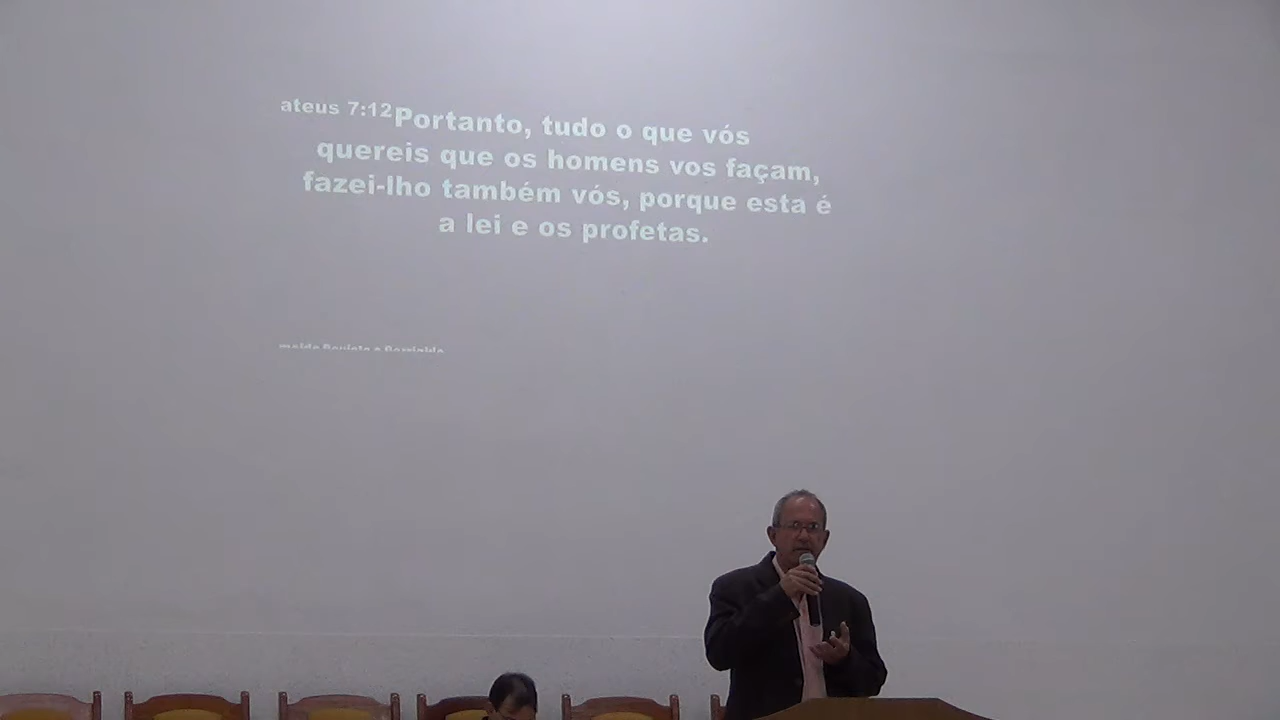 ateus 7:12Portanto, tudo o que vós
quereis que os homens vos façam,
fazei-lho também vós, porque esta é
a lei e os profetas.